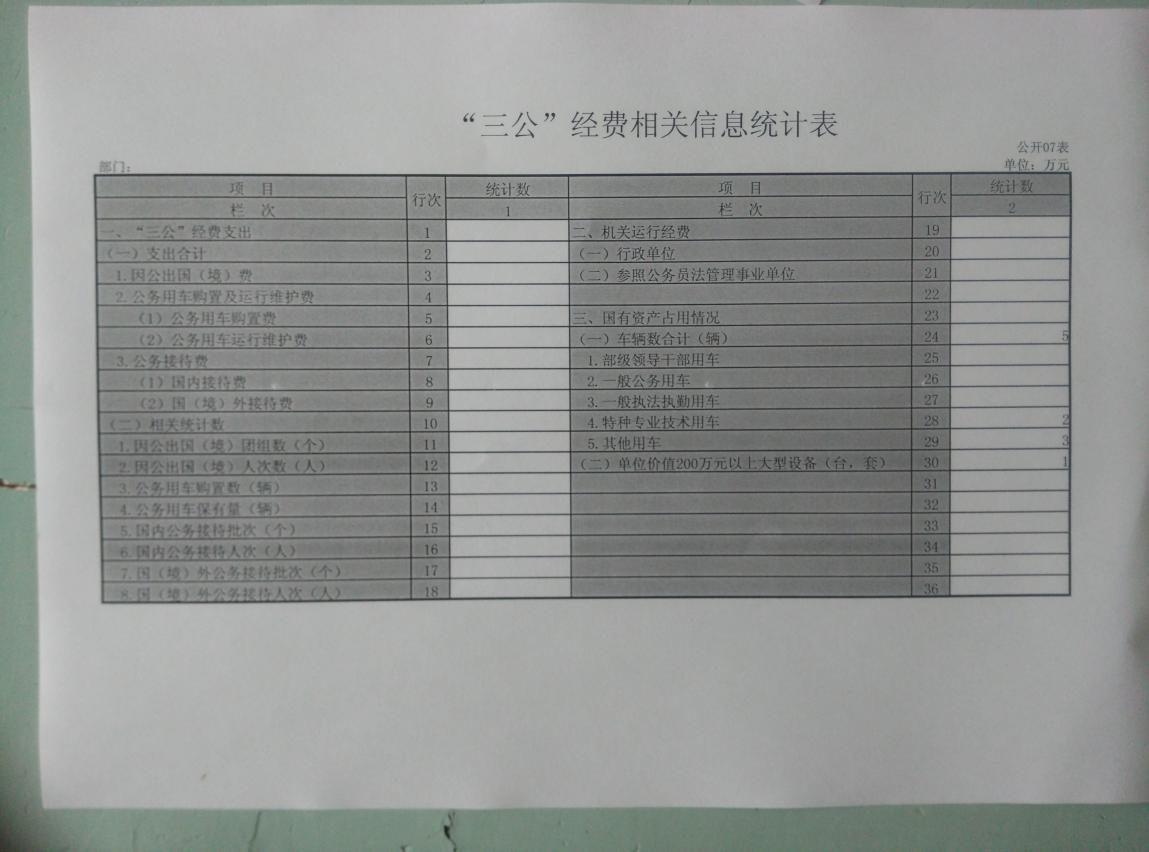 “三公”经费相关信息统计表
公开07表
部门： 单位：万元
项 目 行次 统计数 项 目 行次 统计数
栏 次 1 栏 次 2
一、“三公”经费支出 1 二、机关运行经费 19
（一）支出合计 2 （一）行政单位 20
1.因公出国（境）费 3 （二）参照公务员法管理事业单位 21
2.公务用车购置及运行维护费 4 22
（1）公务用车购置费 5 三、国有资产占用情况 23
（2）公务用车运行维护费 6 （一）车辆数合计（辆） 24 5
3.公务接待费 7 1.部级领导干部用车 25
（1）国内接待费 8 2.一般公务用车 26
（2）国（境）外接待费 9 3.一般执法执勤用车 27
（二）相关统计数 10 4.特种专业技术用车 28 2
1.因公出国（境）团组数（个） 11 5.其他用车 29 3
2.因公出国（境）人次数（人） 12 （二）单位价值200万元以上大型设备（台，套） 30 1
3.公务用车购置数（辆） 13 31
4.公务用车保有量（辆） 14 32
5.国内公务接待批次（个） 15 33
6.国内公务接待人次（人） 16 34
7.国（境）外公务接待批次（个） 17 35
8.国（境）外公务接待人次（人） 18 36